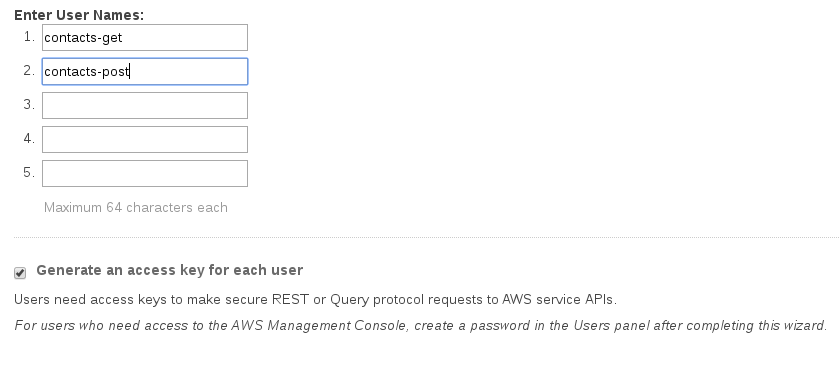 Enter User Names:
1. contacts-get
2. contacts-post
3.
4.
5.
Maximum 64 characters each
Generate an access key for each user
Users need access keys to make secure REST or Query protocol requests to AWS service APIs.
For users who need access to the AWS Management Console, create a password in the Users panel after completing this wizard.